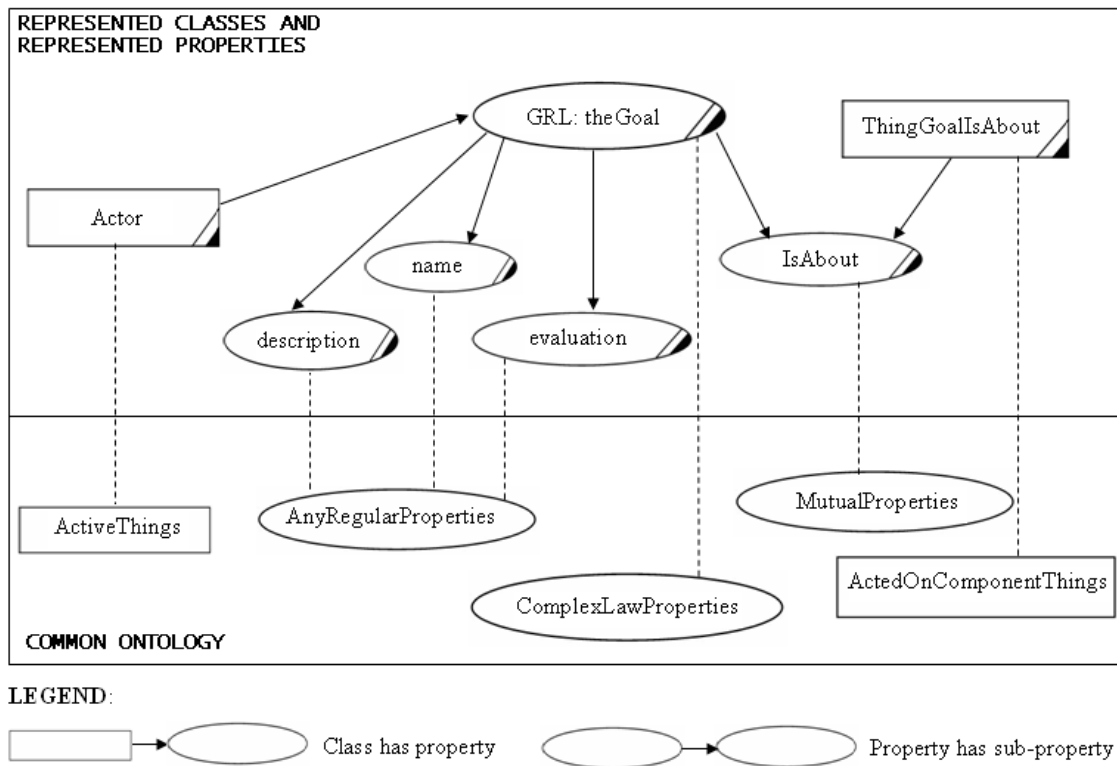 REPRESENTED CLASSES AND
REPRESENTED PROPERTIES
GRL: theGoal
ThingGoalIsAbout
Actor
name
IsAbout
description
evaluation
AnyRegularProperties
MutualProperties
ActiveThings
ActedOnComponentThings
ComplexLawProperties
COMMON ONTOLOGY
LEGEND:
Class has property
Property has sub-property